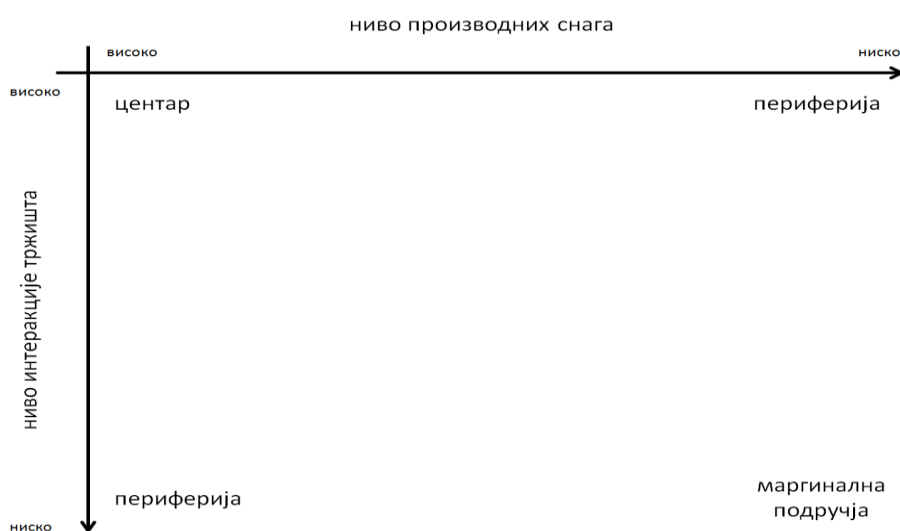 ниво производних снага
високо
ниско
високо
центар
периферија
ниво интеракције тржишта
периферија
маргинална
подручја
ниско